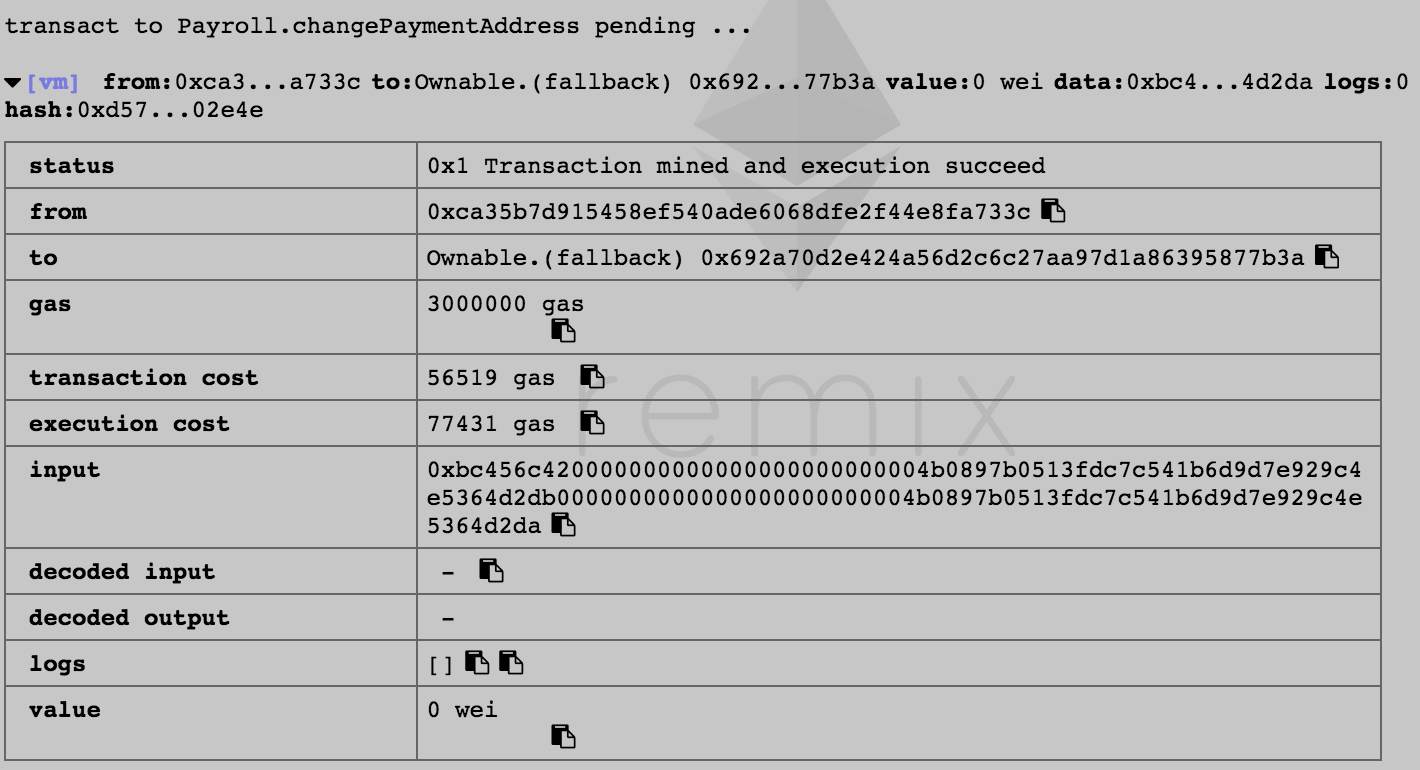 transact to Payroll.changePaymentAddress pending ...
[vm] from:0xca3...a733c to:Ownable.(fallback) 0x692...77b3a value:0 wei data:0xbc4...4d2da logs:0
hash:0xd57...02e4e
status 0x1 Transaction mined and execution succeed
from 0xca35b7d915458ef540ade6068dfe2f44e8fa733c
to Ownable.(fallback) 0x692a70d2e424a56d2c6c27aa97d1a86395877b3a
gas 3000000 gas
transaction cost 56519 gas
execution cost 77431 gas
remix
input 0xbc456c420000000000000000000000004b0897b0513fdc7c541b6d9d7e929c4
e5364d2db0000000000000000000000004b0897b0513fdc7c541b6d9d7e929c4e
5364d2da
decoded input -
decoded output -
logs []
value 0 wei